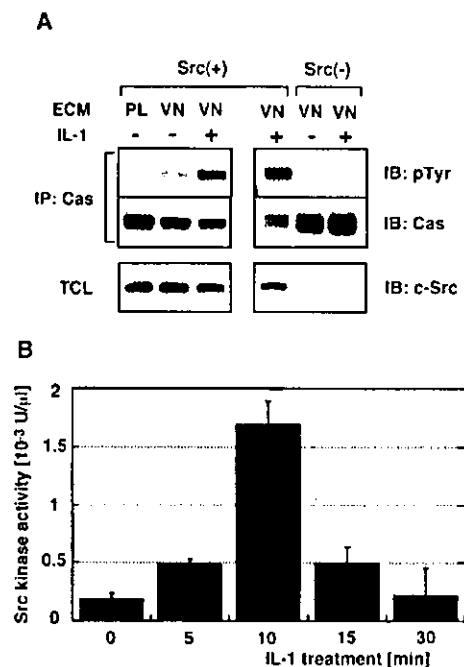 A
Src(+) Src(-)
ECM PL VN VN VN VN VN
IL-1 - - + + - +
IP: Cas
IB: pTyr
IB: Cas
TCL
IB: c-Src
B
Src kinase activity [10-3 U/µl]
2
1.5
1
0.5
0
0 5 10 15 30
IL-1 treatment [min]